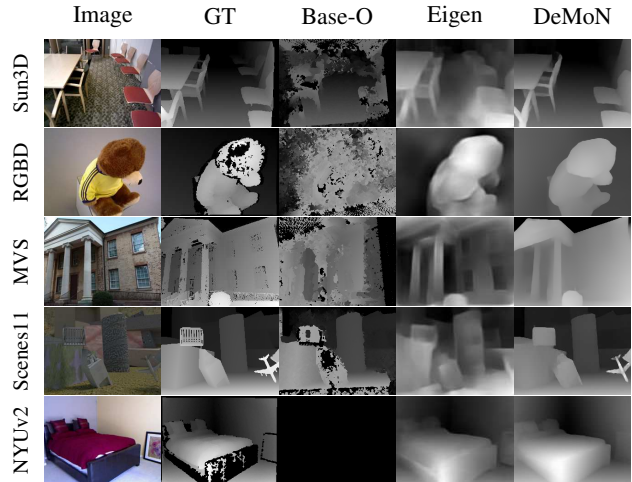 Image GT Base-O Eigen DeMoN
Sun3D
RGBD
MVS
Scenes11
NYUv2